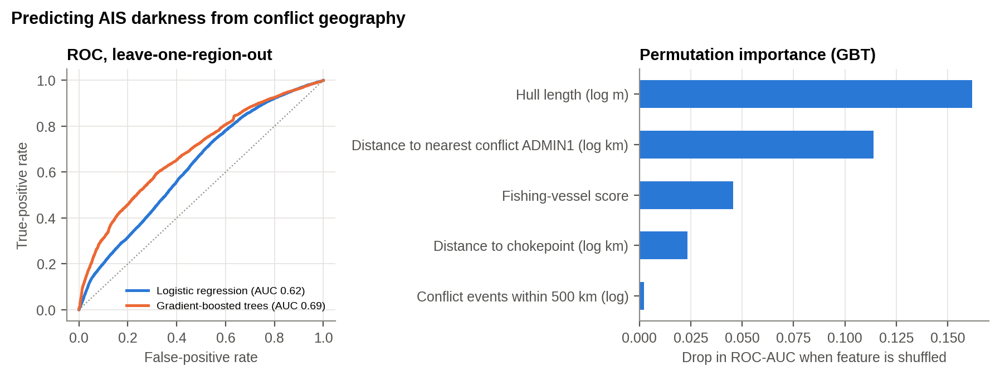 Predicting AIS darkness from conflict geography
ROC, leave-one-region-out
1.0
0.8
0.6
0.4
0.2
0.0
True-positive rate
Logistic regression (AUC 0.62)
Gradient-boosted trees (AUC 0.69)
0.0 0.2 0.4 0.6 0.8 1.0
False-positive rate
Permutation importance (GBT)
Hull length (log m)
Distance to nearest conflict ADMIN1 (log km)
Fishing-vessel score
Distance to chokepoint (log km)
Conflict events within 500 km (log)
0.000 0.025 0.050 0.075 0.100 0.125 0.150
Drop in ROC-AUC when feature is shuffled